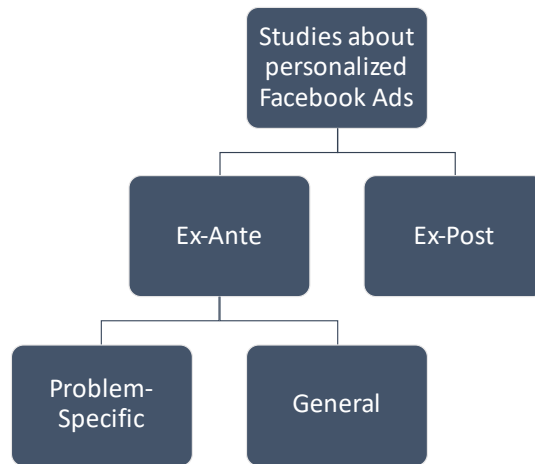 Studies about
personalized
Facebook Ads
Ex-Ante
Ex-Post
Problem-
Specific
General